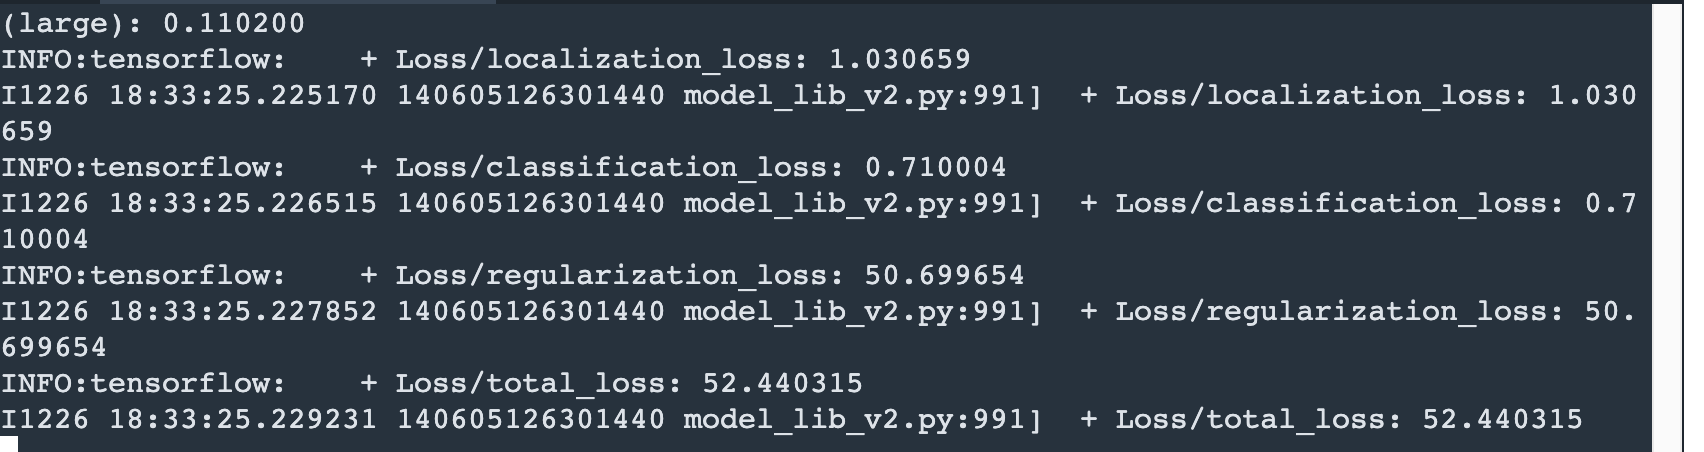 (large): 0.110200
INFO:tensorflow:    + Loss/localization_loss: 1.030659
I1226 18:33:25.225170 140605126301440 model_lib_v2.py:991]  + Loss/localization_loss: 1.030
659
INFO:tensorflow:    + Loss/classification_loss: 0.710004
I1226 18:33:25.226515 140605126301440 model_lib_v2.py:991]  + Loss/classification_loss: 0.7
10004
INFO:tensorflow:    + Loss/regularization_loss: 50.699654
I1226 18:33:25.227852 140605126301440 model_lib_v2.py:991]  + Loss/regularization_loss: 50.
699654
INFO:tensorflow:    + Loss/total_loss: 52.440315
I1226 18:33:25.229231 140605126301440 model_lib_v2.py:991]  + Loss/total_loss: 52.440315